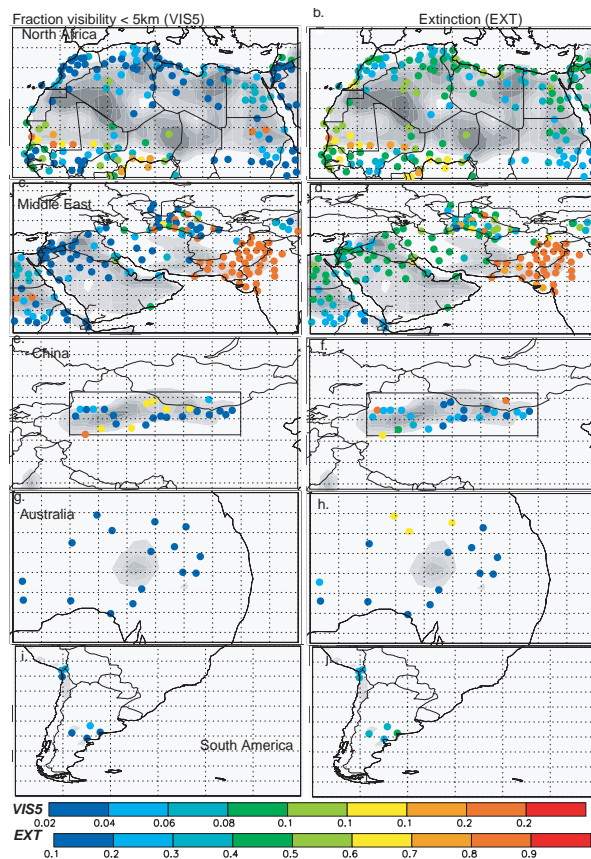 Fraction visibility < 5km (VIS5)
b. Extinction (EXT)
North Africa
c. d.
Middle East
e. f.
China
g. h.
Australia
i. j.
South America
VIS5
0.02 0.04 0.06 0.08 0.1 0.1 0.1 0.2 0.2
EXT
0.1 0.2 0.3 0.4 0.5 0.6 0.7 0.8 0.9